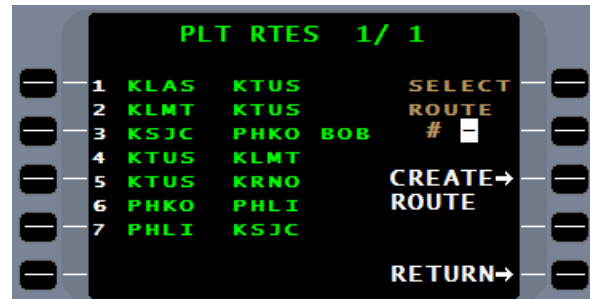 PLT RTES 1/ 1
1 KLAS KTUS SELECT
2 KLMT KTUS ROUTE
3 KSJC PHKO BOB # -
4 KTUS KLMT
5 KTUS KRNO CREATE→
6 PHKO PHLI ROUTE
7 PHLI KSJC
RETURN→